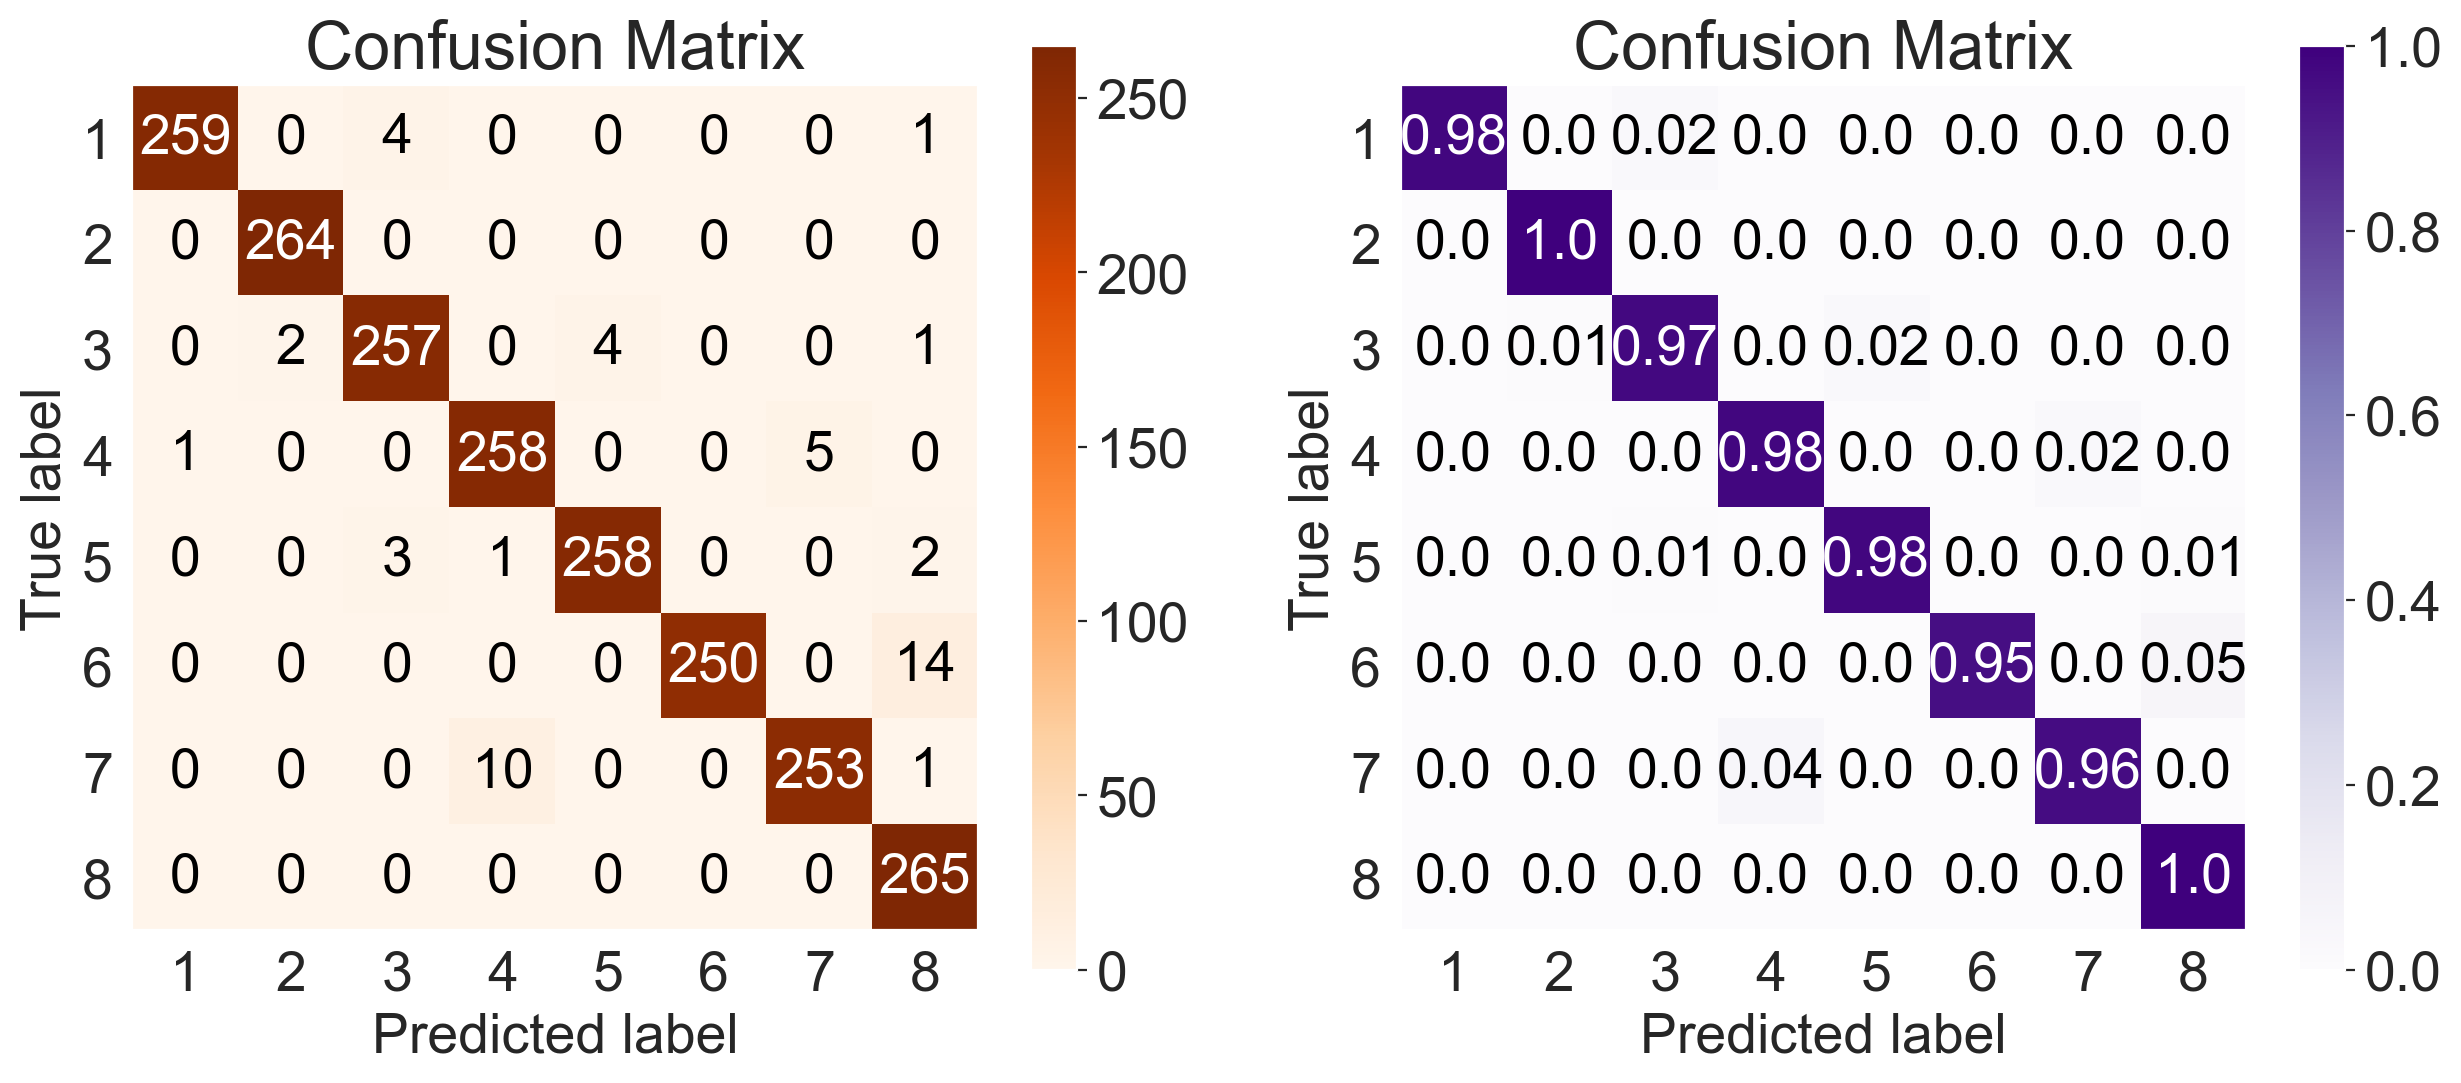 Confusion Matrix
True label
1 259 0 4 0 0 0 0 1
2 0 264 0 0 0 0 0 0
3 0 2 257 0 4 0 0 1
4 1 0 0 258 0 0 5 0
5 0 0 3 1 258 0 0 2
6 0 0 0 0 0 250 0 14
7 0 0 0 10 0 0 253 1
8 0 0 0 0 0 0 0 265
1 2 3 4 5 6 7 8
Predicted label
250
200
150
100
50
0
Confusion Matrix
True label
1 0.98 0.0 0.02 0.0 0.0 0.0 0.0 0.0
2 0.0 1.0 0.0 0.0 0.0 0.0 0.0 0.0
3 0.0 0.01 0.97 0.0 0.02 0.0 0.0 0.0
4 0.0 0.0 0.0 0.98 0.0 0.0 0.02 0.0
5 0.0 0.0 0.01 0.0 0.98 0.0 0.0 0.01
6 0.0 0.0 0.0 0.0 0.0 0.95 0.0 0.05
7 0.0 0.0 0.0 0.04 0.0 0.0 0.96 0.0
8 0.0 0.0 0.0 0.0 0.0 0.0 0.0 1.0
1 2 3 4 5 6 7 8
Predicted label
1.0
0.8
0.6
0.4
0.2
0.0